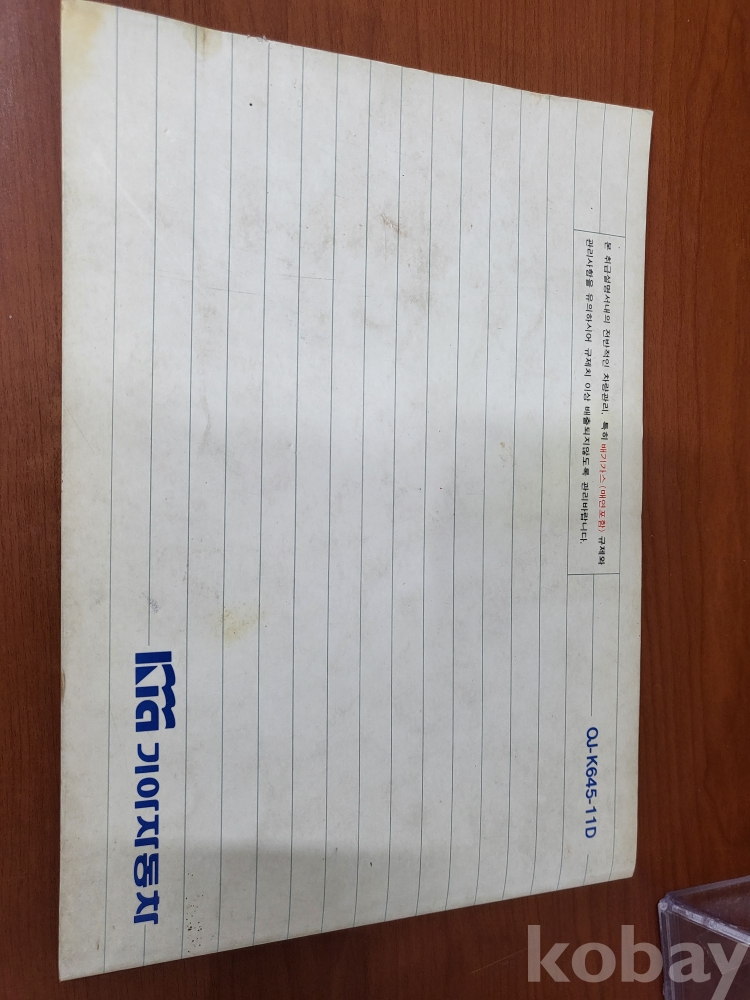 본 취급설명서내의 전반적인 차량관리, 특히 배기가스(매연포함) 규제와
관리사항을 유의하시어 규제치 이상 배출되지않도록 관리바랍니다.
OJ-K645-11D
KIA 기아자동차
kobay